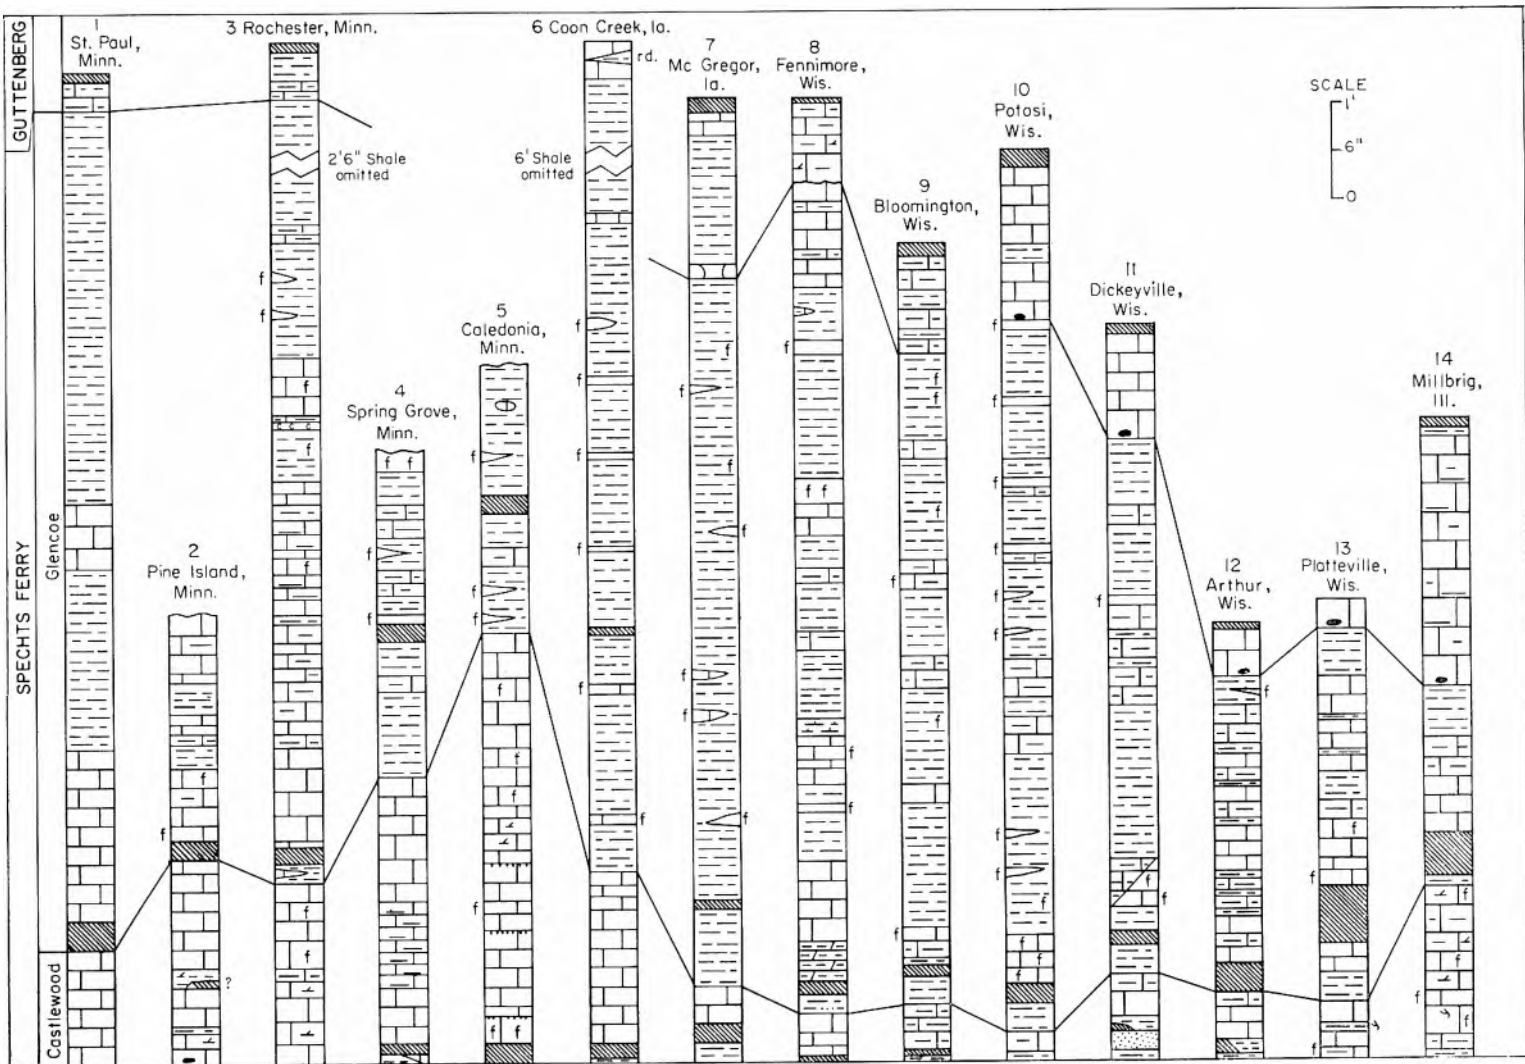 GUTTENBERG
SPECHTS FERRY
Glencoe
Castlewood
1
St. Paul,
Minn.
2
Pine Island,
Minn.
f
f
?
3 Rochester, Minn.
2'6" Shale
omitted
f
f
f
c c c
f
f
f
f
4
Spring Grove,
Minn.
f f
f
f
5
Caledonia,
Minn.
f
f
f
f
f
f
f
f f
6 Coon Creek, Ia.
rd.
6' Shale
omitted
f
f
f
f
f
f
7
Mc Gregor,
Ia.
f
f
f
f
f
f
f
8
Fennimore,
Wis.
f
f f
f
f
9
Bloomington,
Wis.
f
f
f
f
f
f
f
f
10
Potosi,
Wis.
f
f
f
f
f
f
f
f
f
f f
f
11
Dickeyville,
Wis.
f
f
f
12
Arthur,
Wis.
f
13
Platteville,
Wis.
f
f
14
Millbrig,
Ill.
f
f
f
f
SCALE
1'
6"
0